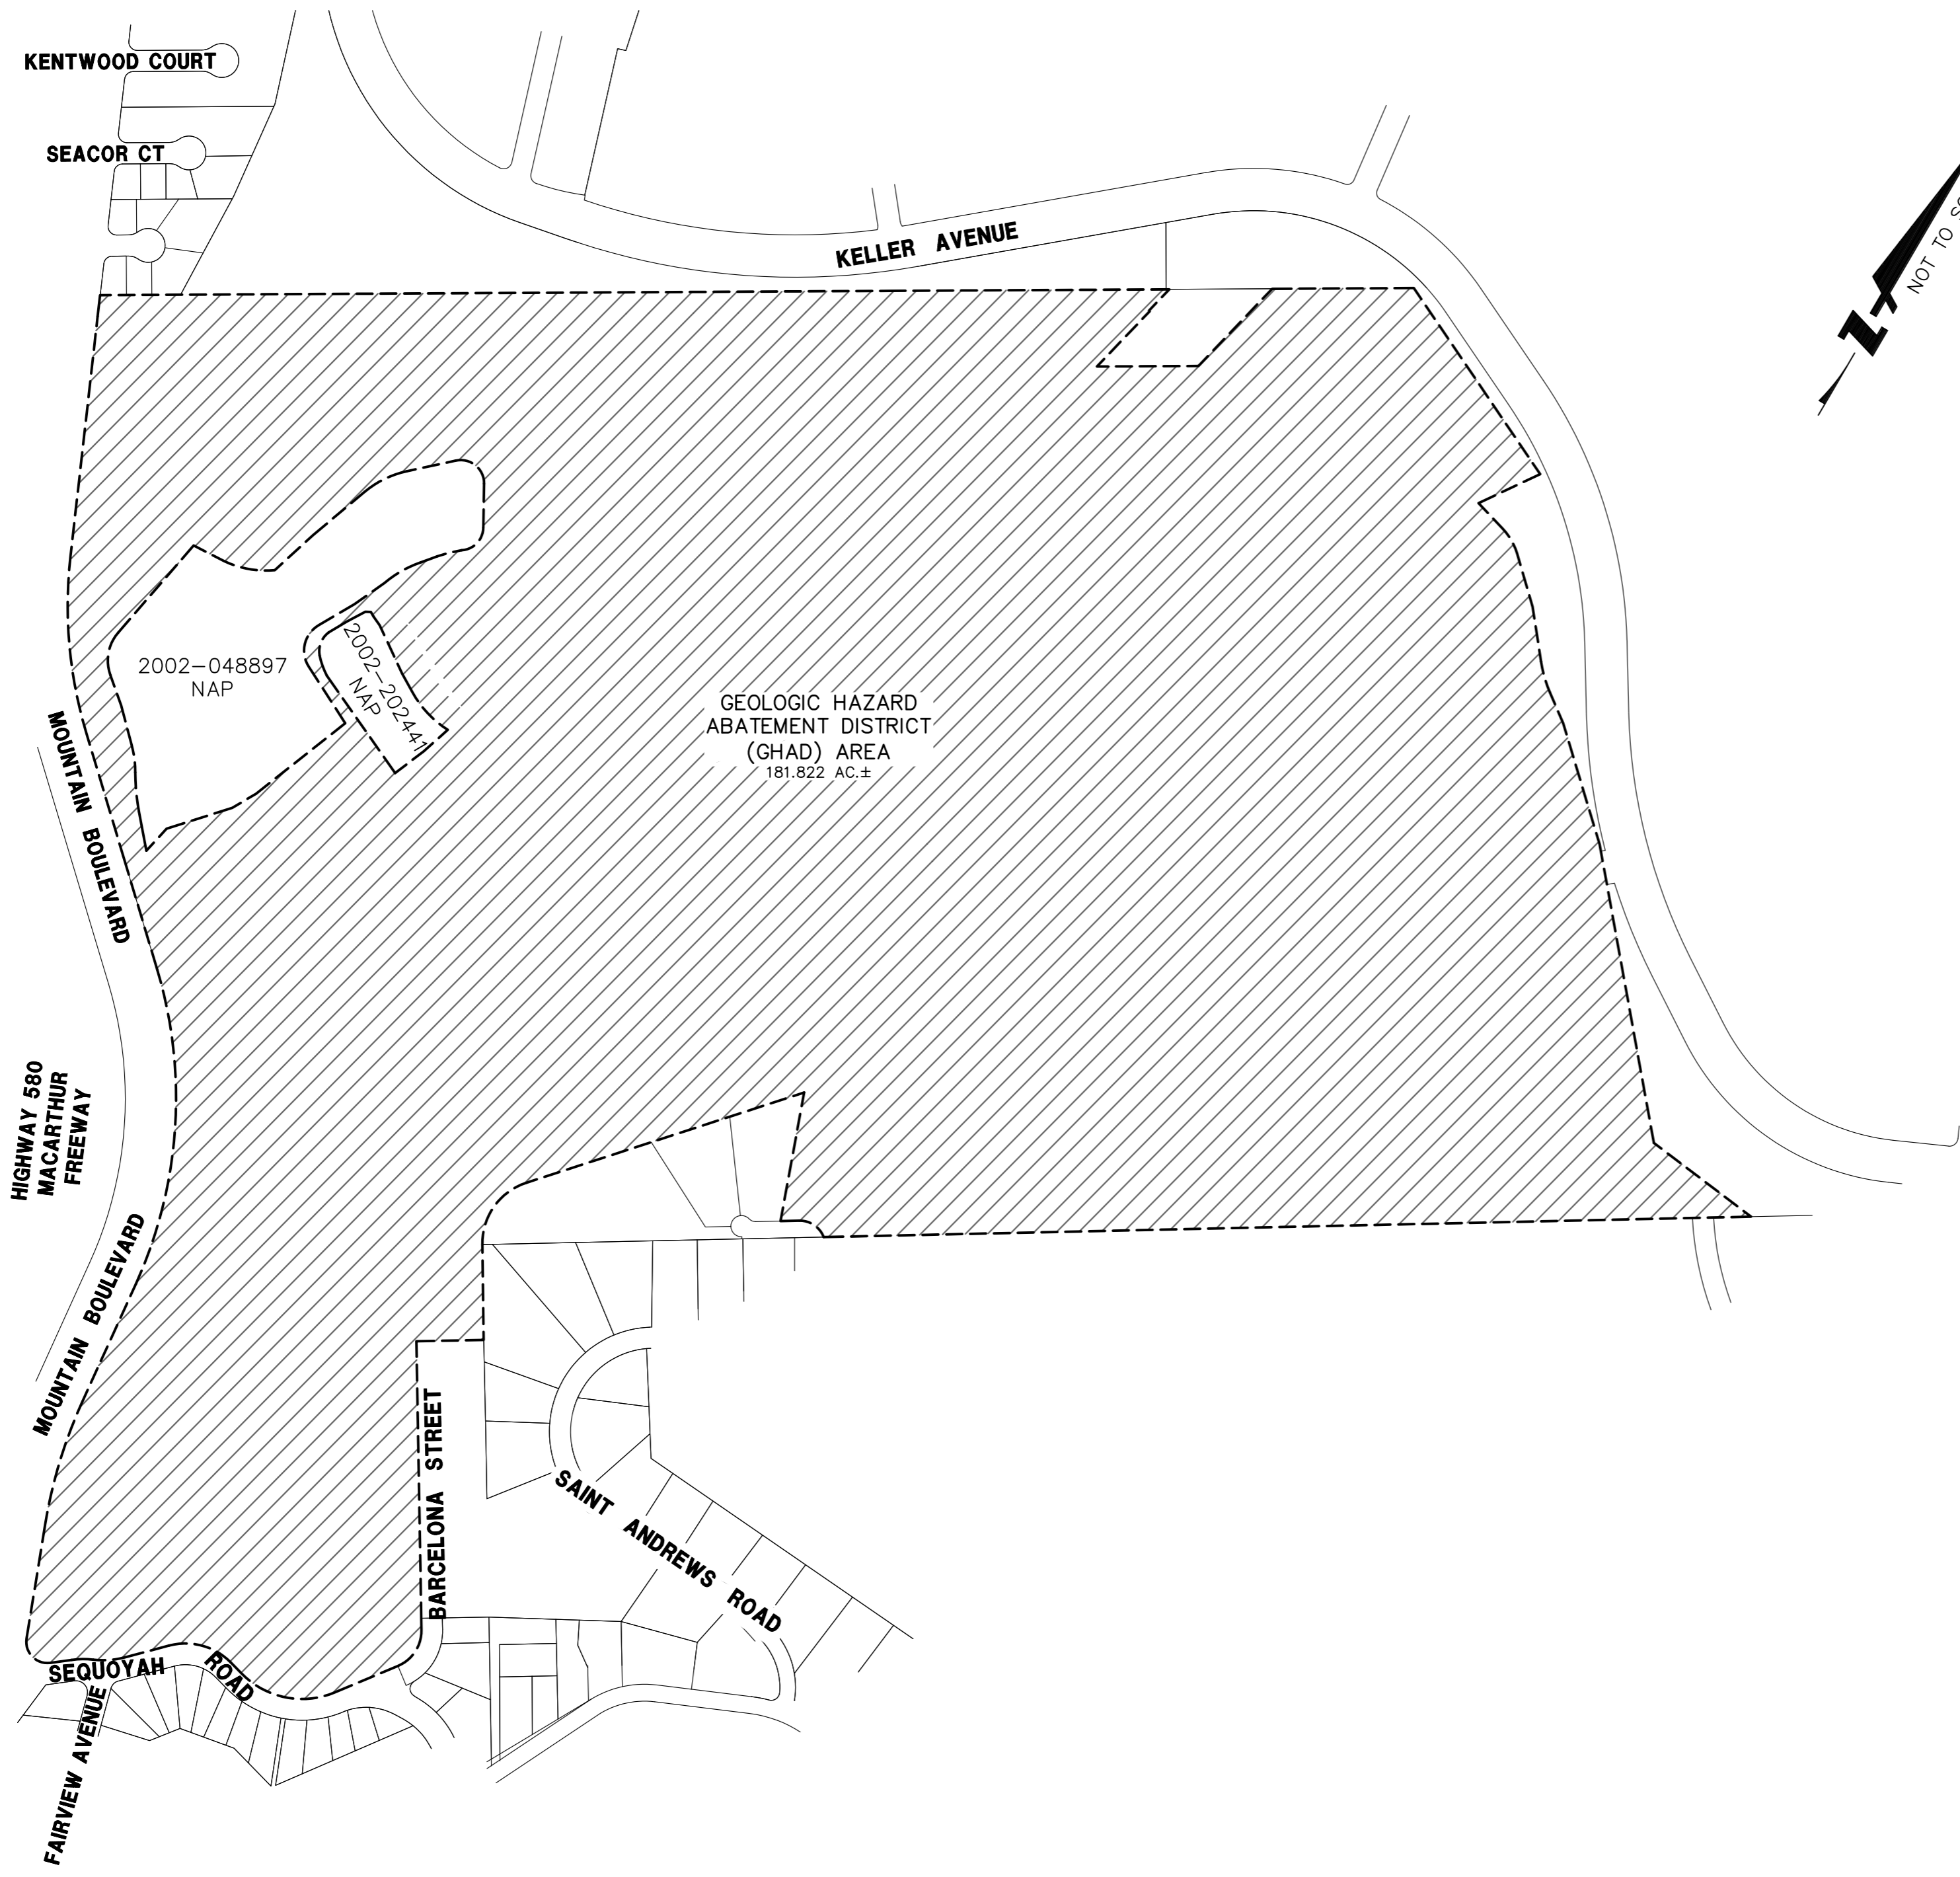 KENTWOOD COURT
SEACOR CT
KELLER AVENUE
NOT TO
N
2002-048897
NAP
2002-202441
NAP
GEOLOGIC HAZARD
ABATEMENT DISTRICT
(GHAD) AREA
181.822 AC.±
MOUNTAIN BOULEVARD
HIGHWAY 580
MACARTHUR
FREEWAY
MOUNTAIN BOULEVARD
BARCELONA STREET
SAINT ANDREWS ROAD
SEQUOYAH ROAD
FAIRVIEW AVENUE